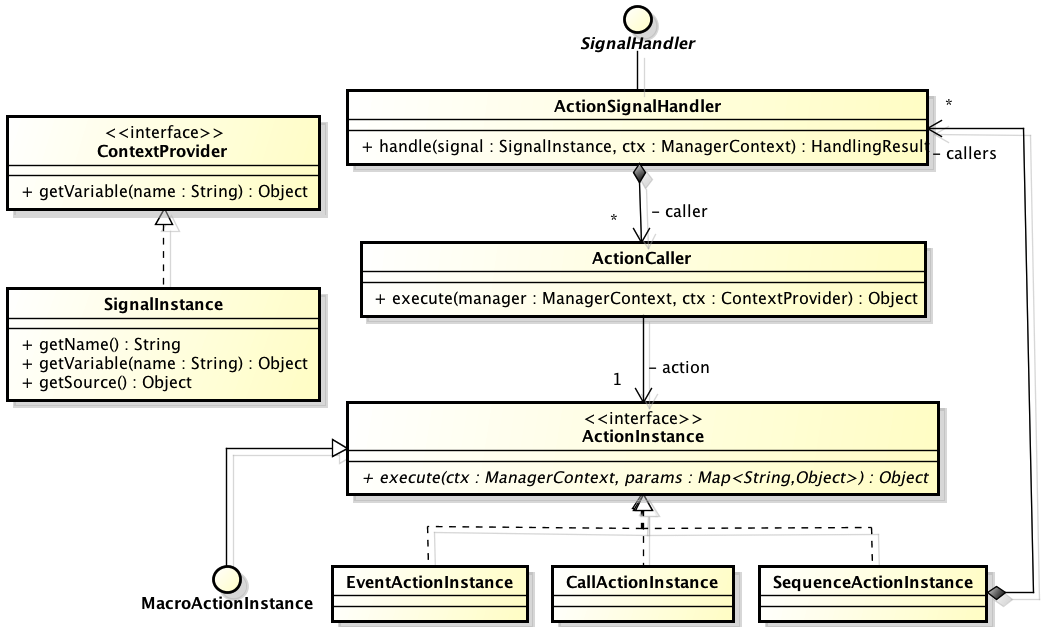 SignalHandler
ActionSignalHandler
+ handle(signal : SignalInstance, ctx : ManagerContext) : HandlingResult
*
- callers
<<interface>>
ContextProvider
+ getVariable(name : String) : Object
*
- caller
ActionCaller
+ execute(manager : ManagerContext, ctx : ContextProvider) : Object
SignalInstance
+ getName() : String
+ getVariable(name : String) : Object
+ getSource() : Object
- action
1
<<interface>>
ActionInstance
+ execute(ctx : ManagerContext, params : Map<String,Object>) : Object
MacroActionInstance
EventActionInstance
CallActionInstance
SequenceActionInstance